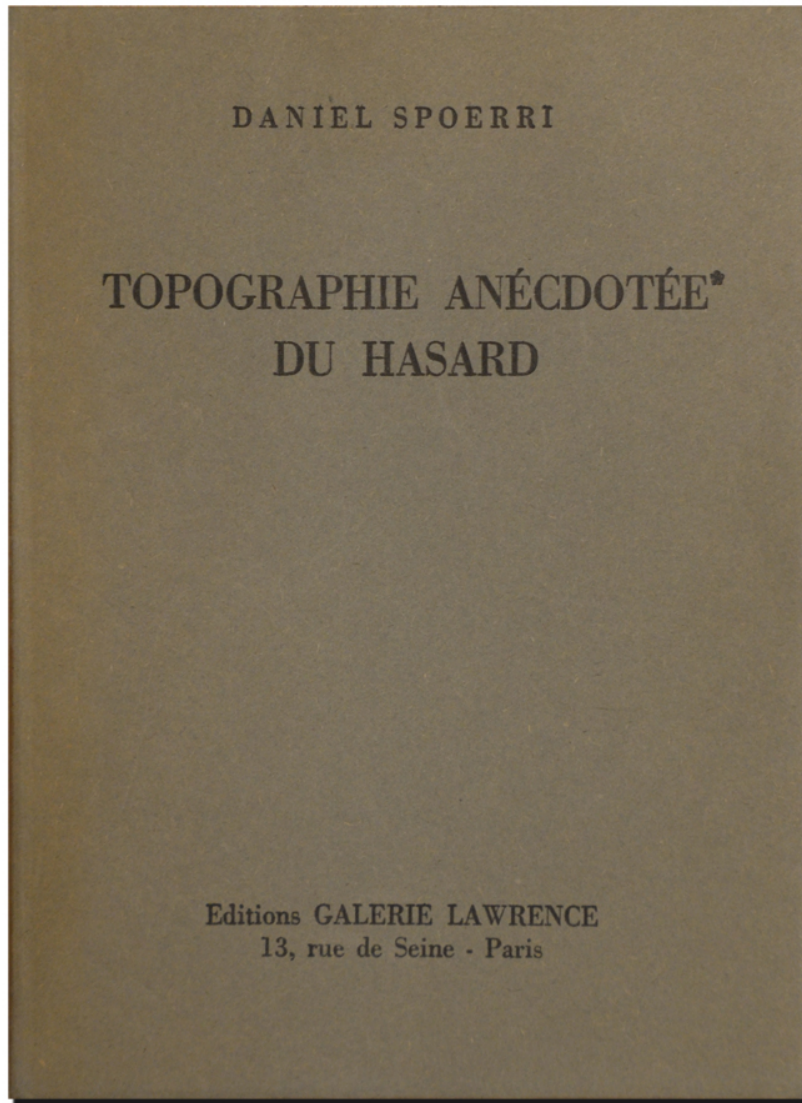 DANIEL SPOERRI
TOPOGRAPHIE ANÉCDOTÉE*
DU HASARD
Editions GALERIE LAWRENCE
13, rue de Seine - Paris